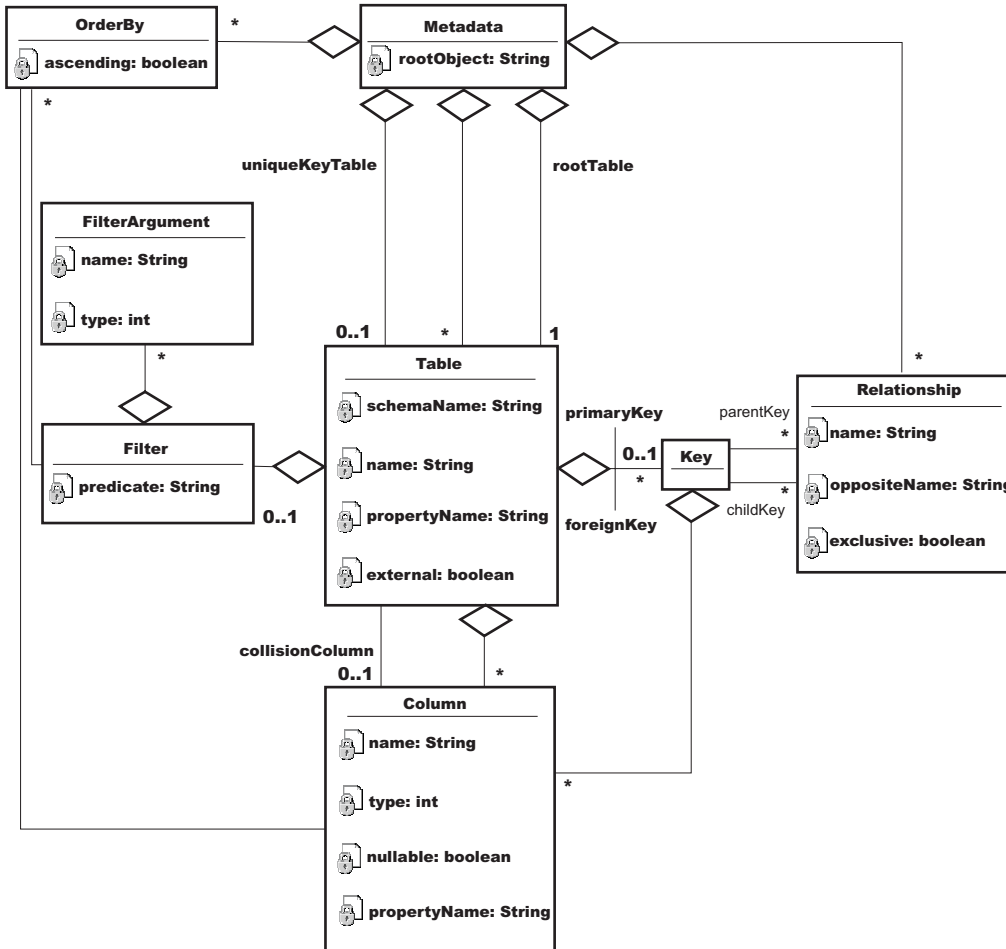 OrderBy
ascending: boolean
*
*
Metadata
rootObject: String
uniqueKeyTable
rootTable
0..1
*
1
*
FilterArgument
name: String
type: int
*
Filter
predicate: String
0..1
Table
schemaName: String
name: String
propertyName: String
external: boolean
primaryKey
0..1
*
foreignKey
Key
parentKey
*
*
childKey
Relationship
name: String
oppositeName: String
exclusive: boolean
collisionColumn
0..1
*
*
Column
name: String
type: int
nullable: boolean
propertyName: String